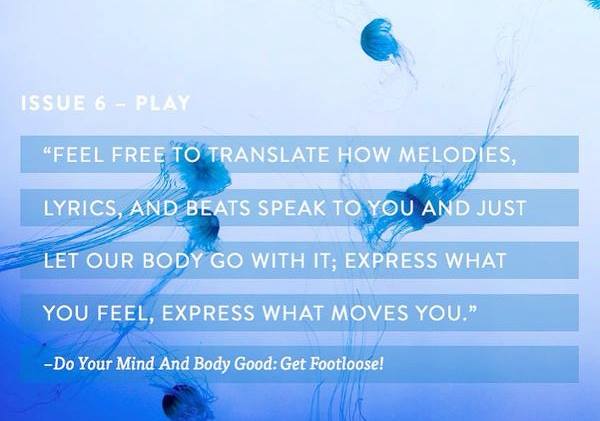 ISSUE 6 – PLAY
“FEEL FREE TO TRANSLATE HOW MELODIES,
LYRICS, AND BEATS SPEAK TO YOU AND JUST
LET OUR BODY GO WITH IT; EXPRESS WHAT
YOU FEEL, EXPRESS WHAT MOVES YOU.”
–Do Your Mind And Body Good: Get Footloose!